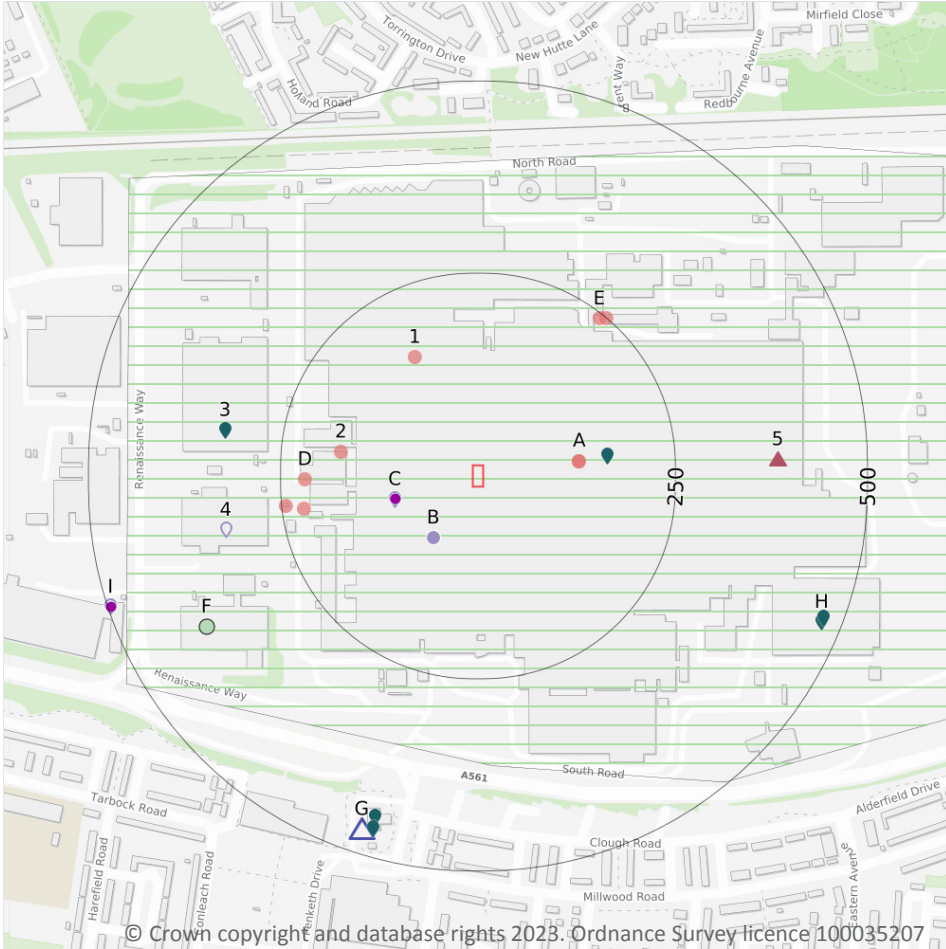 Mirfield Close
Torrington Drive
New Hutte Lane
Holland Road
Redbourne Avenue
North Road
E
1
Renaissance Way
3
2
A
5
D
C
250
500
4
B
I
F
H
Renaissance Way
A561
South Road
Tarbock Road
G
Alderfield Drive
Clough Road
Harefield Road
Millwood Road
Eastern Avenue
© Crown copyright and database rights 2023. Ordnance Survey licence 100035207